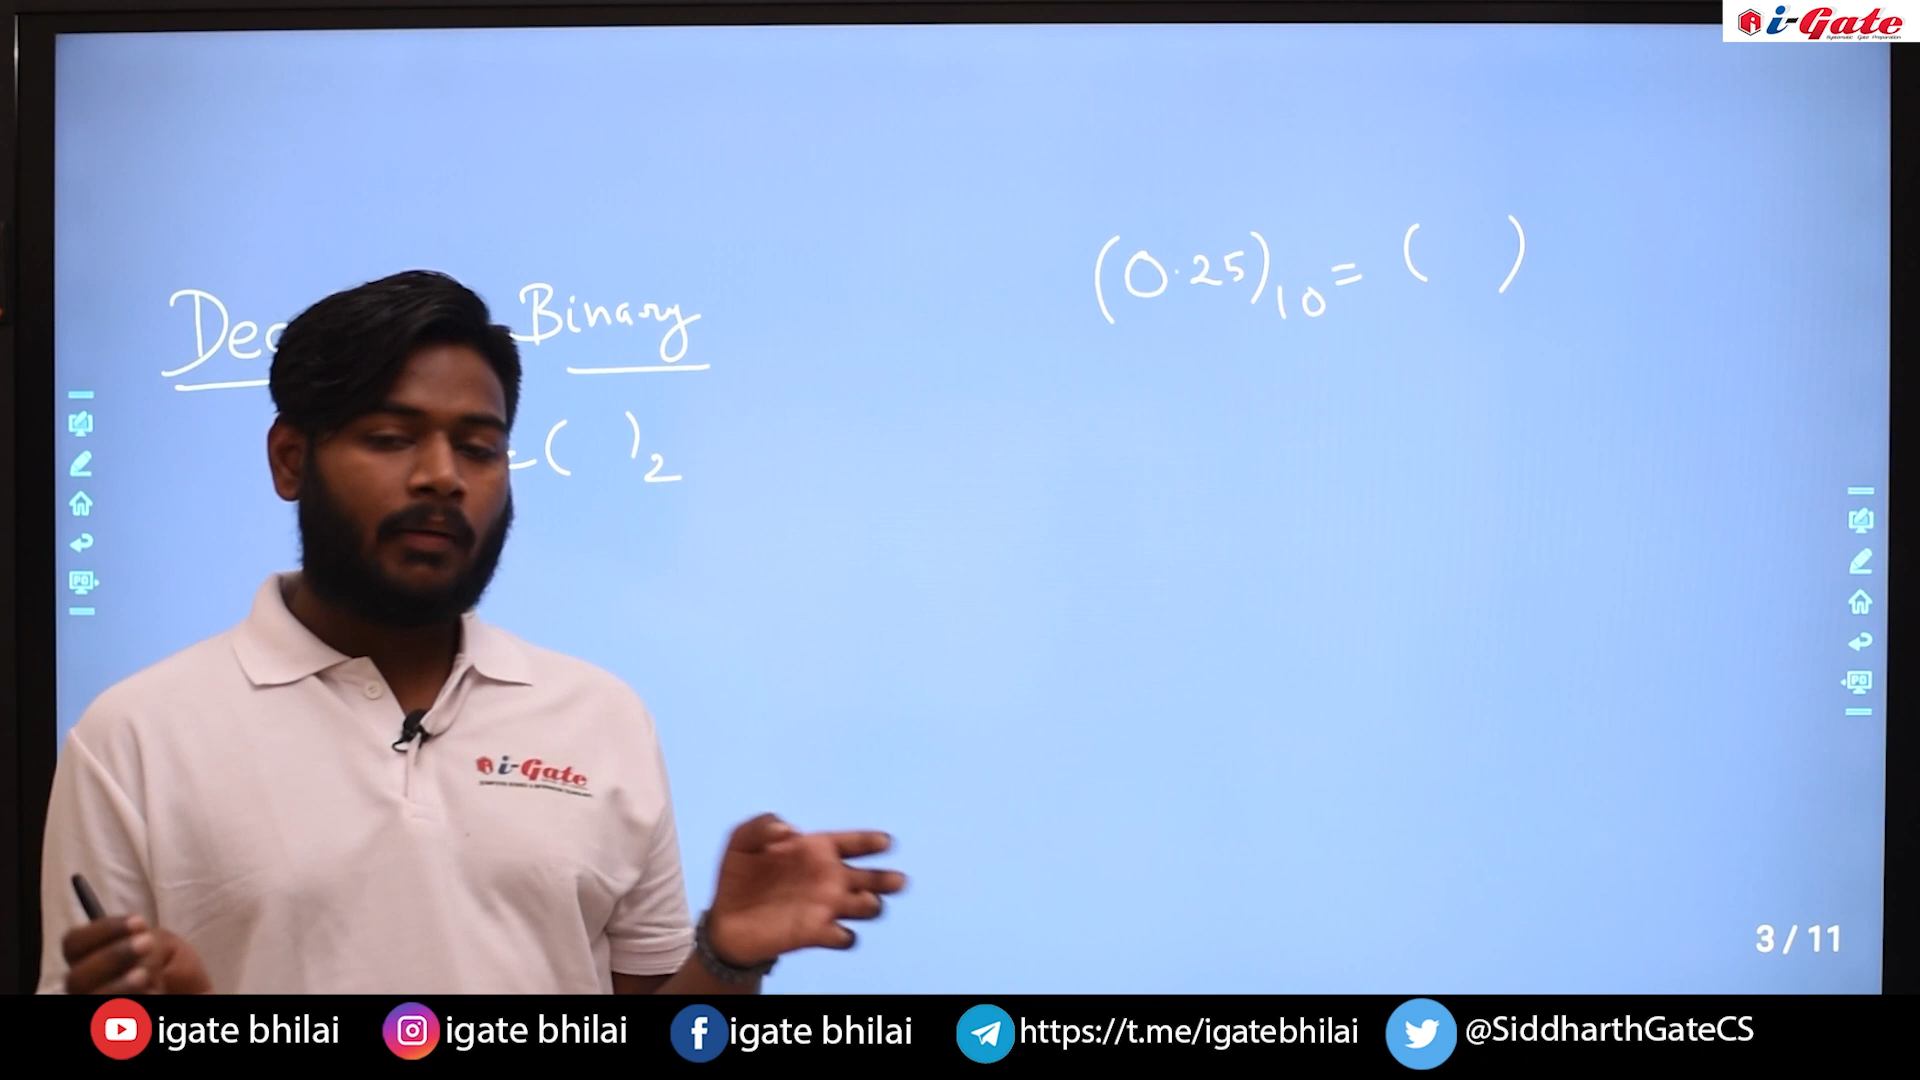 i-Gate
(0.25)10 = ( )
Binary
= ( )2
i-Gate
3 / 11
igate bhilai
igate bhilai
igate bhilai
https://t.me/igatebhilai
@SiddharthGateCS